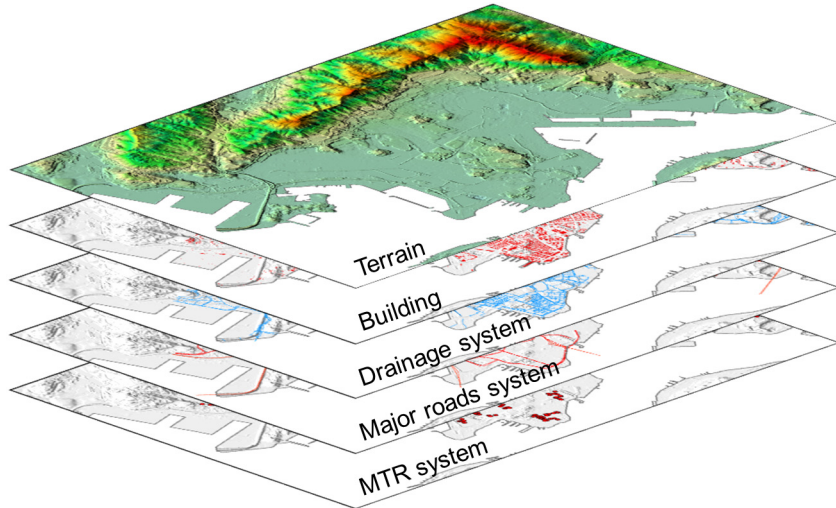 Terrain
Building
Drainage system
Major roads system
MTR system